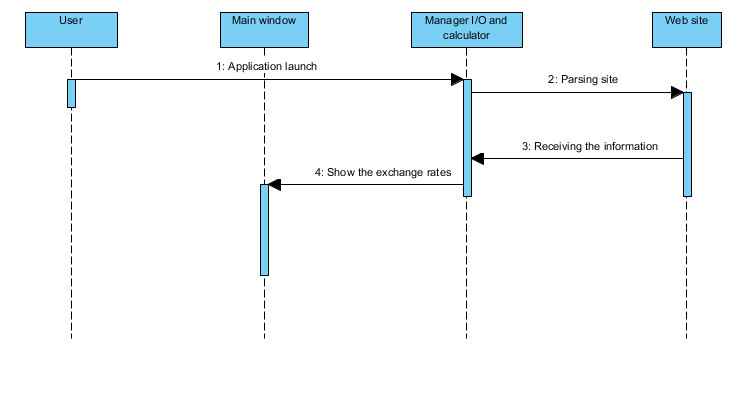 User
Main window
Manager I/O and
calculator
Web site
1: Application launch
2: Parsing site
3: Receiving the information
4: Show the exchange rates